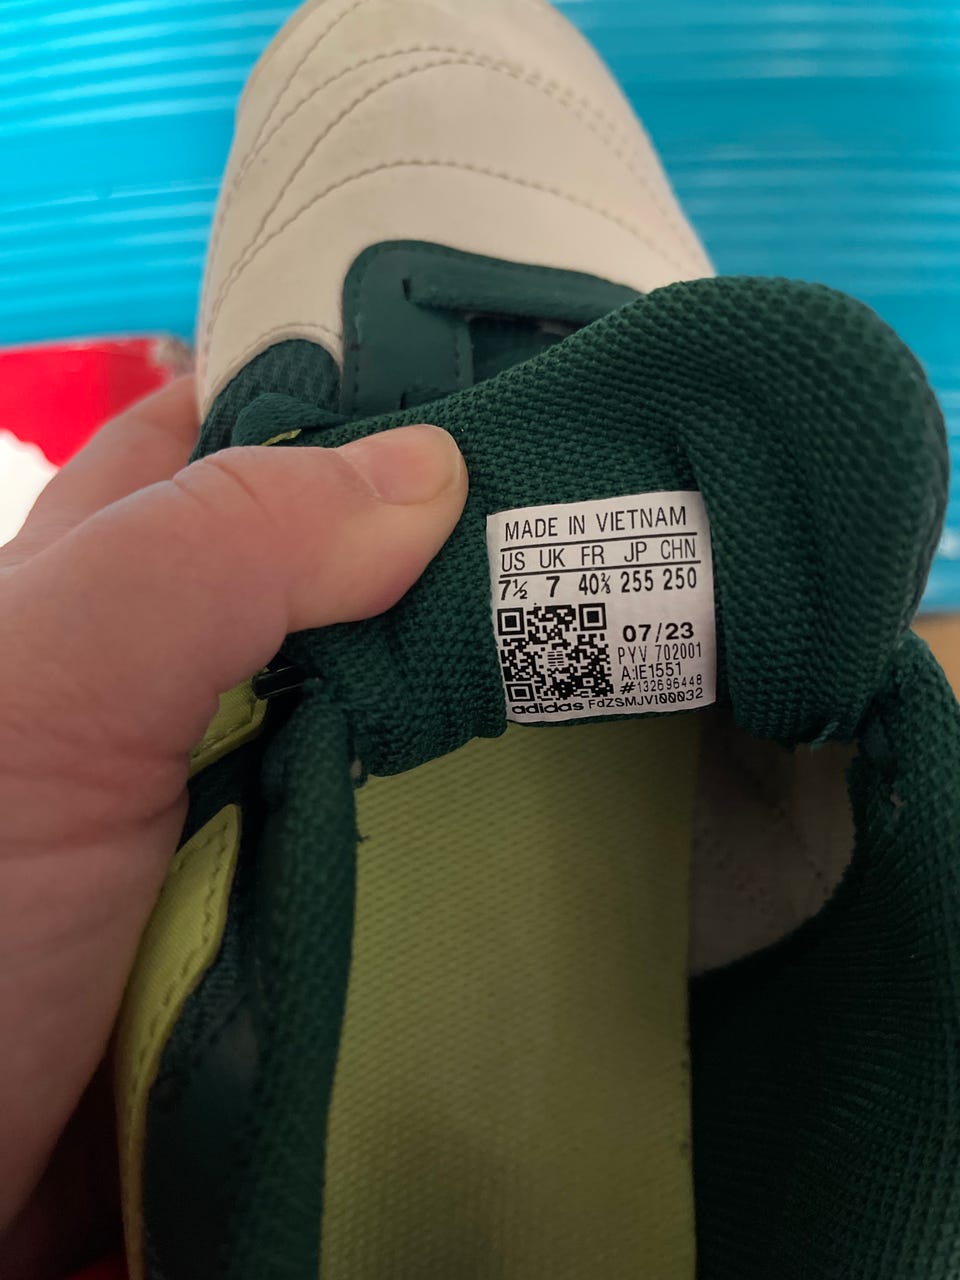 MADE IN VIETNAM
US UK FR JP CHN
7½ 7 40⅔ 255 250
07/23
PYV 702001
A:IE1551
#132696448
adidas FdZSMJVI00032